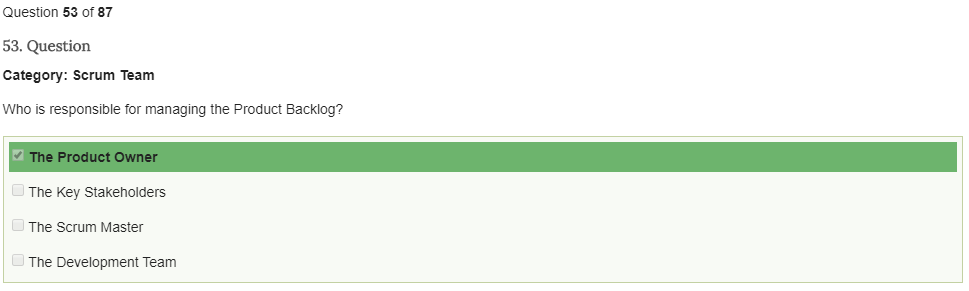 Question 53 of 87
53. Question
Category: Scrum Team
Who is responsible for managing the Product Backlog?
The Product Owner
The Key Stakeholders
The Scrum Master
The Development Team